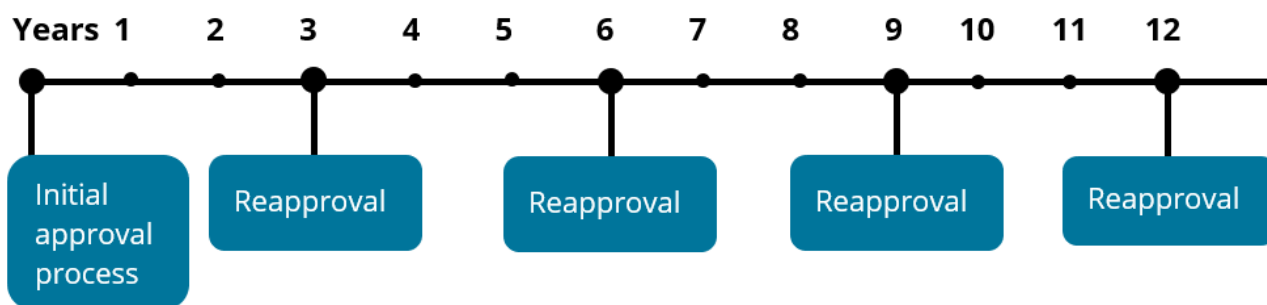 Years 1 2 3 4 5 6 7 8 9 10 11 12
Initial
approval
process
Reapproval
Reapproval
Reapproval
Reapproval